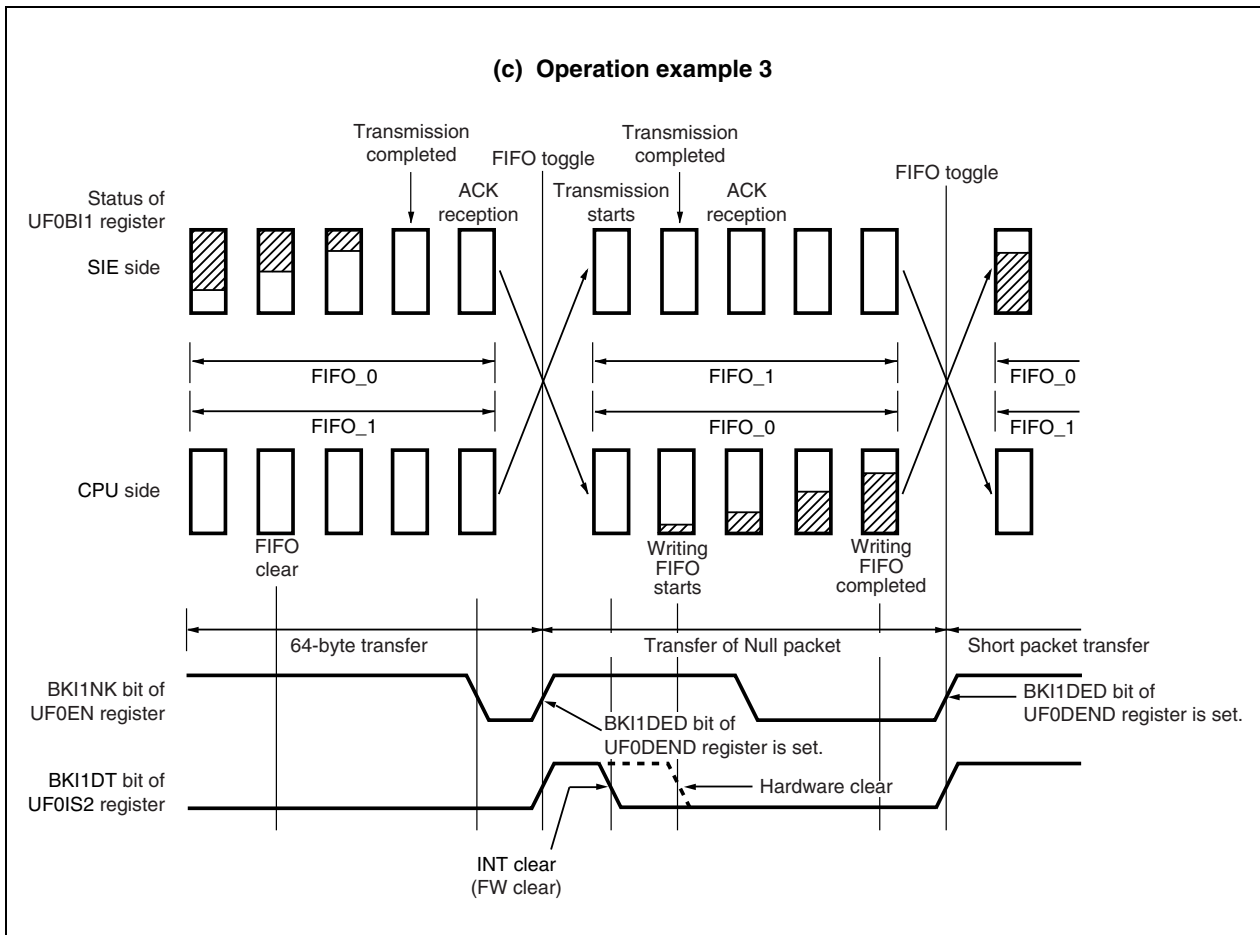 (c) Operation example 3
Transmission
completed
FIFO toggle
Transmission
completed
FIFO toggle
Status of
UF0BI1 register
ACK
reception
Transmission
starts
ACK
reception
SIE side
FIFO_0
FIFO_1
FIFO_0
FIFO_1
FIFO_0
FIFO_1
CPU side
FIFO
clear
Writing
FIFO
starts
Writing
FIFO
completed
64-byte transfer
Transfer of Null packet
Short packet transfer
BKI1NK bit of
UF0EN register
BKI1DED bit of
UF0DEND register is set.
BKI1DED bit of
UF0DEND register is set.
BKI1DT bit of
UF0IS2 register
Hardware clear
INT clear
(FW clear)